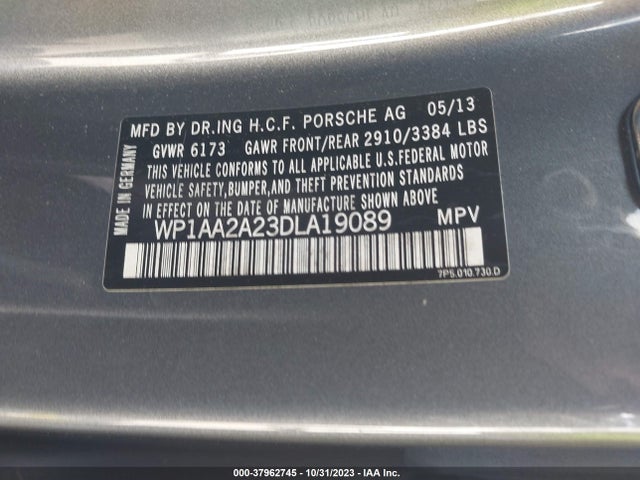 MFD BY DR.ING H.C.F. PORSCHE AG 05/13
GVWR 6173 GAWR FRONT/REAR 2910/3384 LBS
THIS VEHICLE CONFORMS TO ALL APPLICABLE U.S.FEDERAL MOTOR
VEHICLE SAFETY,BUMPER,AND THEFT PREVENTION STANDARDS
IN EFFECT ON THE DATE OF MANUFACTURE SHOWN ABOVE
WP1AA2A23DLA19089 MPV
7P5.010.730.D
MADE IN GERMANY
000-37962745 - 10/31/2023 - IAA Inc.